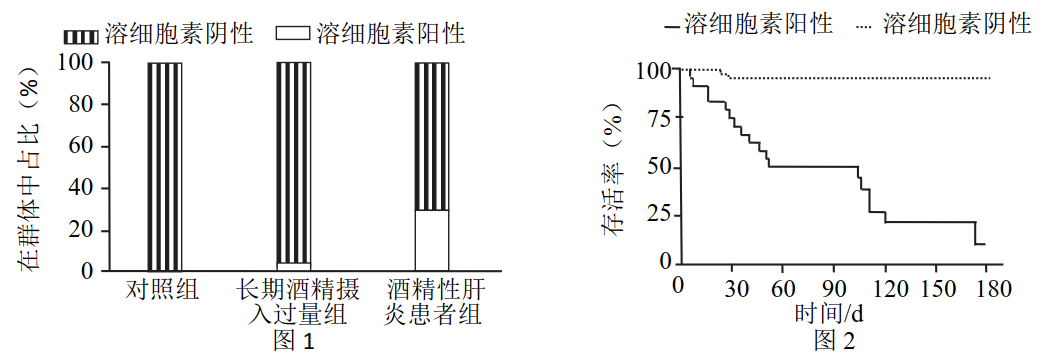 溶细胞素阴性 溶细胞素阳性
在群体中占比（%）
100
80
60
40
20
0
对照组 长期酒精摄入过量组 酒精性肝炎患者组
图1
溶细胞素阳性 溶细胞素阴性
存活率（%）
100
75
50
25
0
0 30 60 90 120 150 180
时间/d
图2